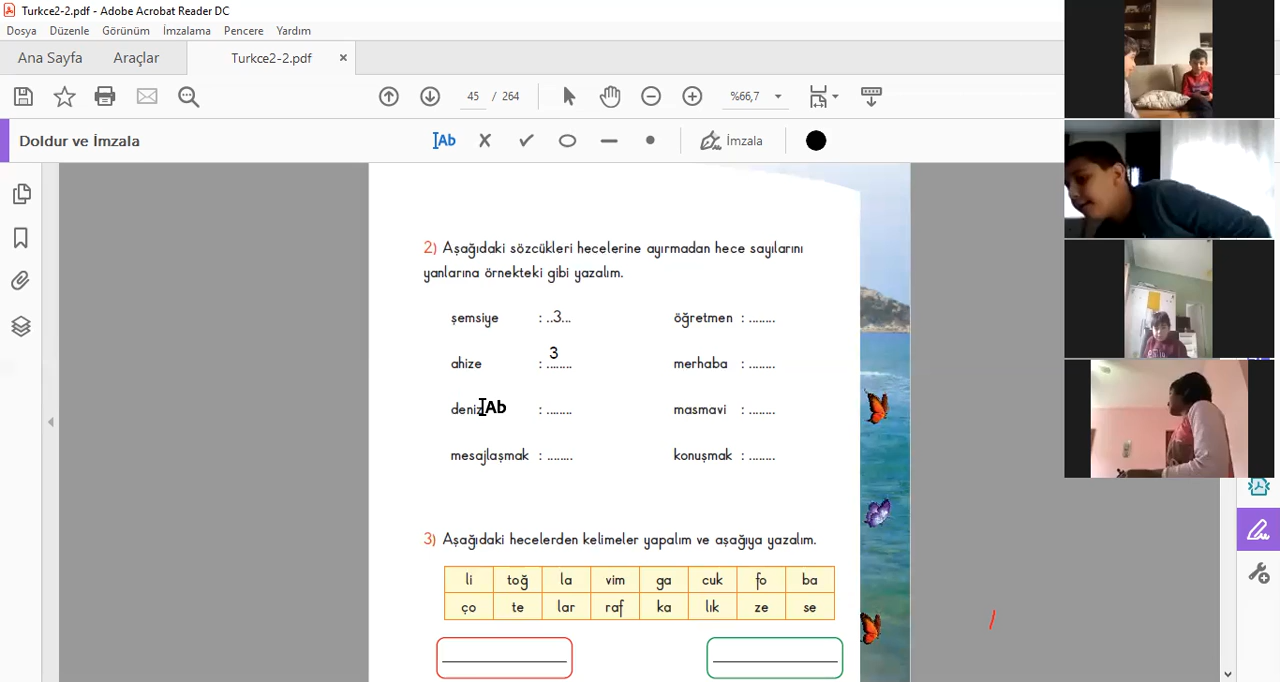 Turkce2-2.pdf - Adobe Acrobat Reader DC
Dosya Düzenle Görünüm İmzalama Pencere Yardım
Ana Sayfa Araçlar Turkce2-2.pdf ×
45 / 264 %66,7
Doldur ve İmzala Ab İmzala
2) Aşağıdaki sözcükleri hecelerine ayırmadan hece sayılarını
yanlarına örnekteki gibi yazalım.
şemsiye : ..3... öğretmen : ........
ahize : 3........ merhaba : ........
deniz Ab : ........ masmavi : ........
mesajlaşmak : ........ konuşmak : ........
3) Aşağıdaki hecelerden kelimeler yapalım ve aşağıya yazalım.
li toğ la vim ga cuk fo ba
ço te lar raf ka lık ze se